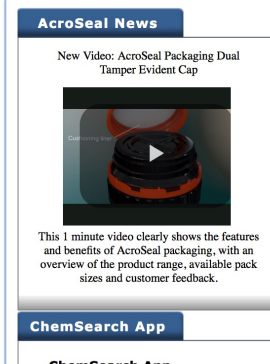 AcroSeal News
New Video: AcroSeal Packaging Dual
Tamper Evident Cap
Cushioning liner
This 1 minute video clearly shows the features
and benefits of AcroSeal packaging, with an
overview of the product range, available pack
sizes and customer feedback.
ChemSearch App
ChemSearch App